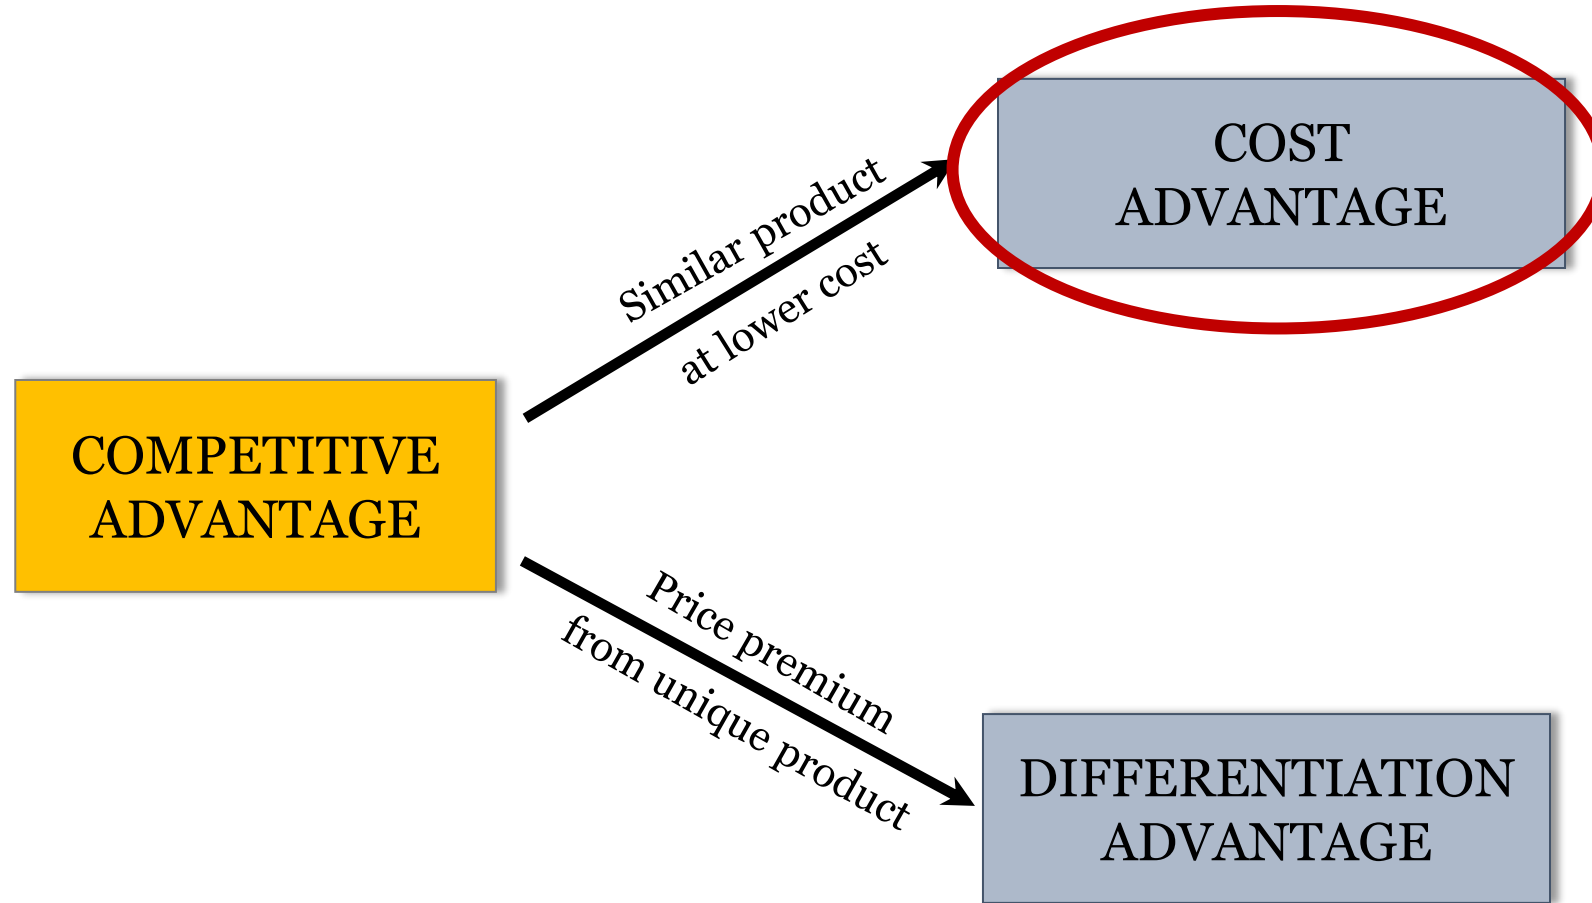 COST
ADVANTAGE
Similar product
at lower cost
COMPETITIVE
ADVANTAGE
Price premium
from unique product
DIFFERENTIATION
ADVANTAGE